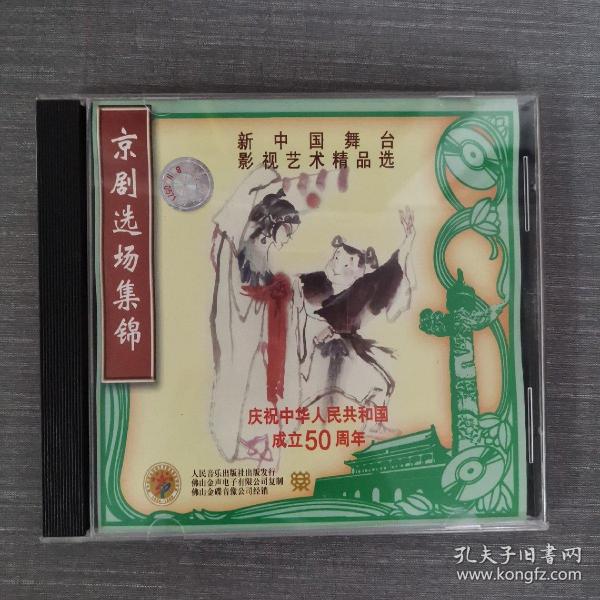 京剧选场集锦
新中国舞台
影视艺术精品选
庆祝中华人民共和国
成立50周年
人民音乐出版社出版发行
佛山金声电子有限公司复制
佛山金碟音像公司经销
孔夫子旧书网
www.kongfz.com